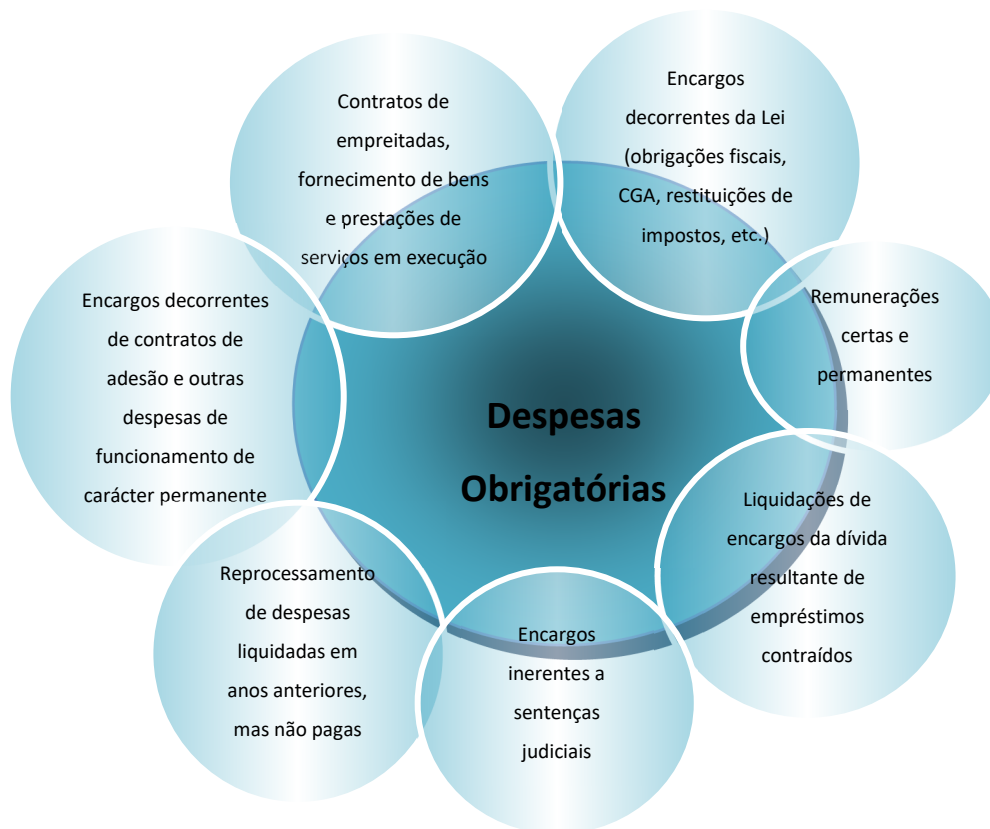 Encargos
decorrentes da Lei
(obrigações fiscais,
CGA, restituições de
impostos, etc.)
Contratos de
empreitadas,
fornecimento de bens
e prestações de
serviços em execução
Remunerações
certas e
permanentes
Encargos decorrentes
de contratos de
adesão e outras
despesas de
funcionamento de
carácter permanente
Despesas
Obrigatórias
Liquidações de
encargos da dívida
resultante de
empréstimos
contraídos
Reprocessamento
de despesas
liquidadas em
anos anteriores,
mas não pagas
Encargos
inerentes a
sentenças
judiciais